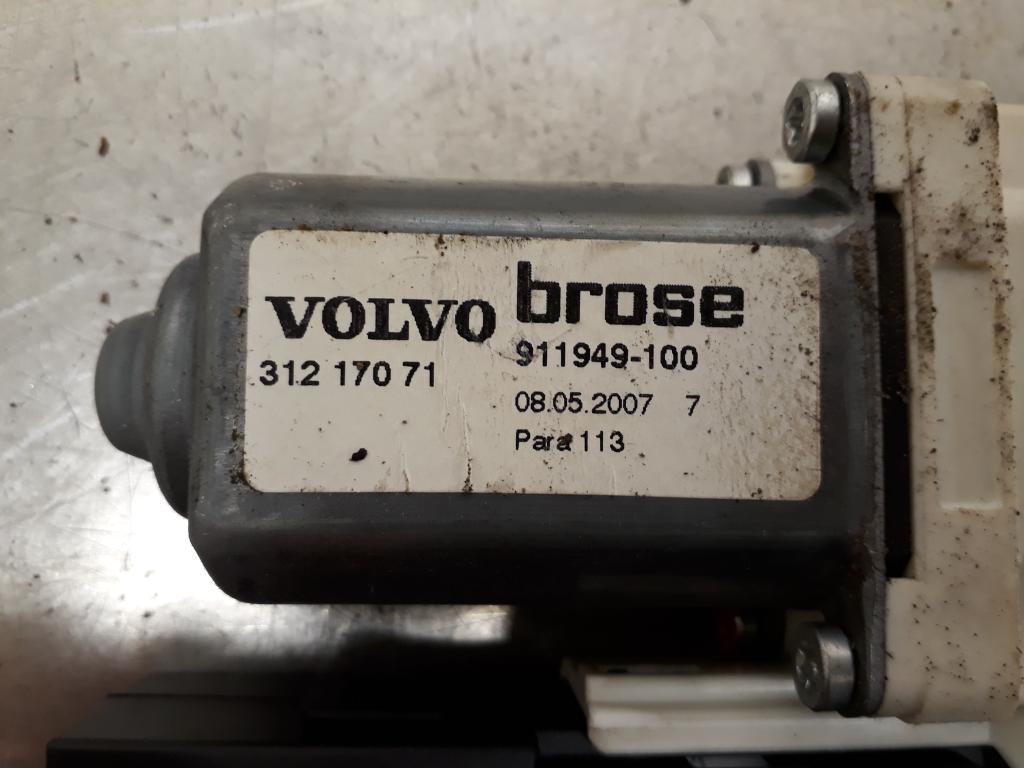 VOLVO
312 170 71
brose
911949-100
08.05.2007 7
Para 113